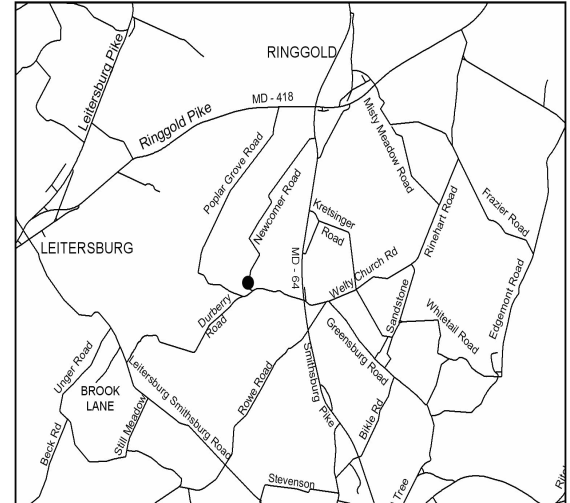 RINGGOLD
Leitersburg Pike
MD - 418
Ringgold Pike
Misty Meadow Road
Poplar Grove Road
Newcomer Road
Kretsinger
Road
Rinehart Road
Frazier Road
LEITERSBURG
MD - 64
Welty Church Rd
Edgemont Road
Durberry
Road
Sandstone
Whitetail Road
Greensburg Road
Unger Road
Smithsburg
Pike
BROOK
LANE
Leitersburg Smithsburg Road
Rowe Road
Still Meadow
Bikle Rd
Beck Rd
Stevenson
Tree